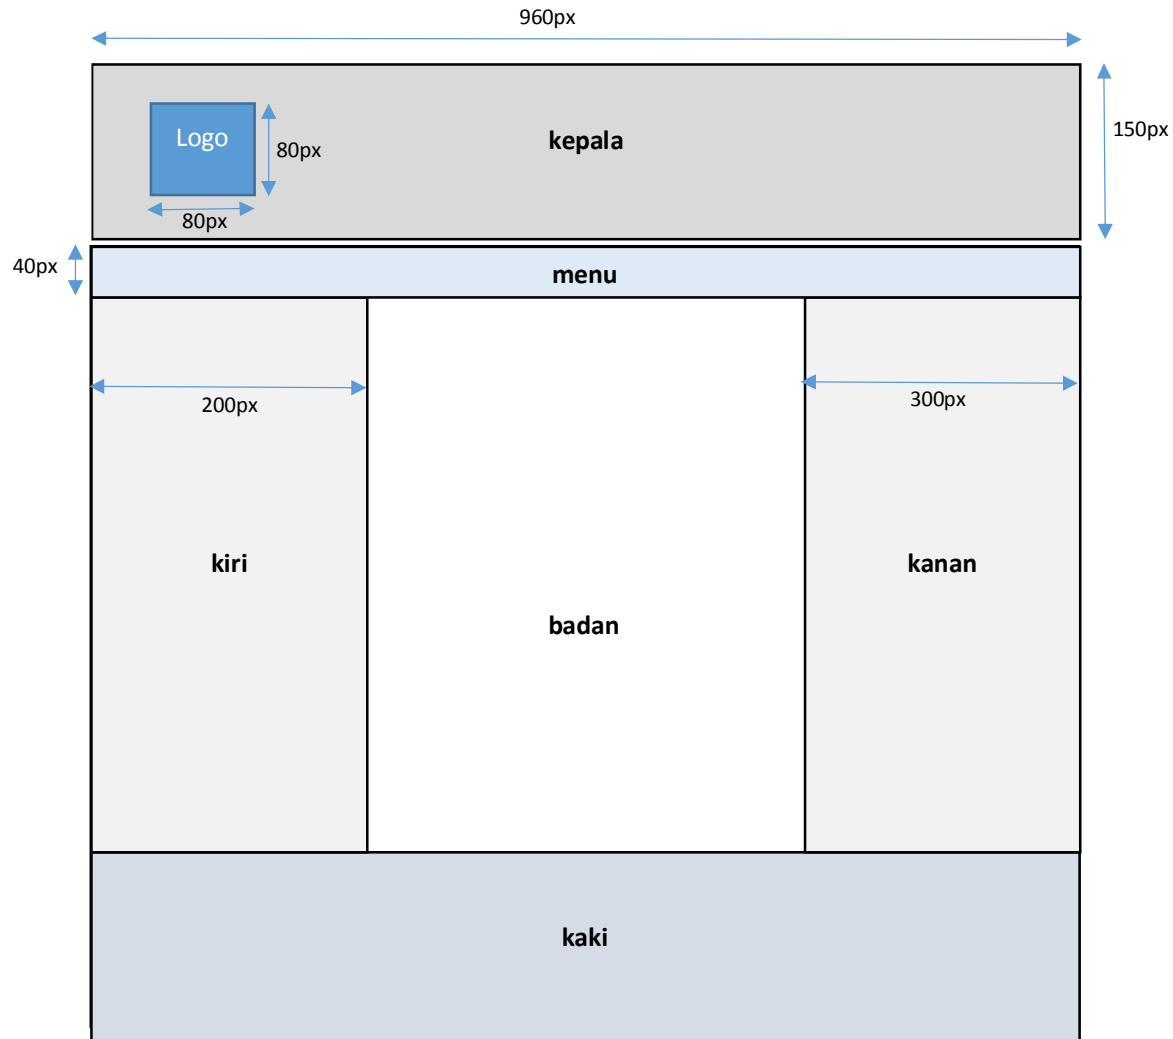 960px
Logo
80px
80px
kepala
150px
40px
menu
200px
300px
kiri
kanan
badan
kaki